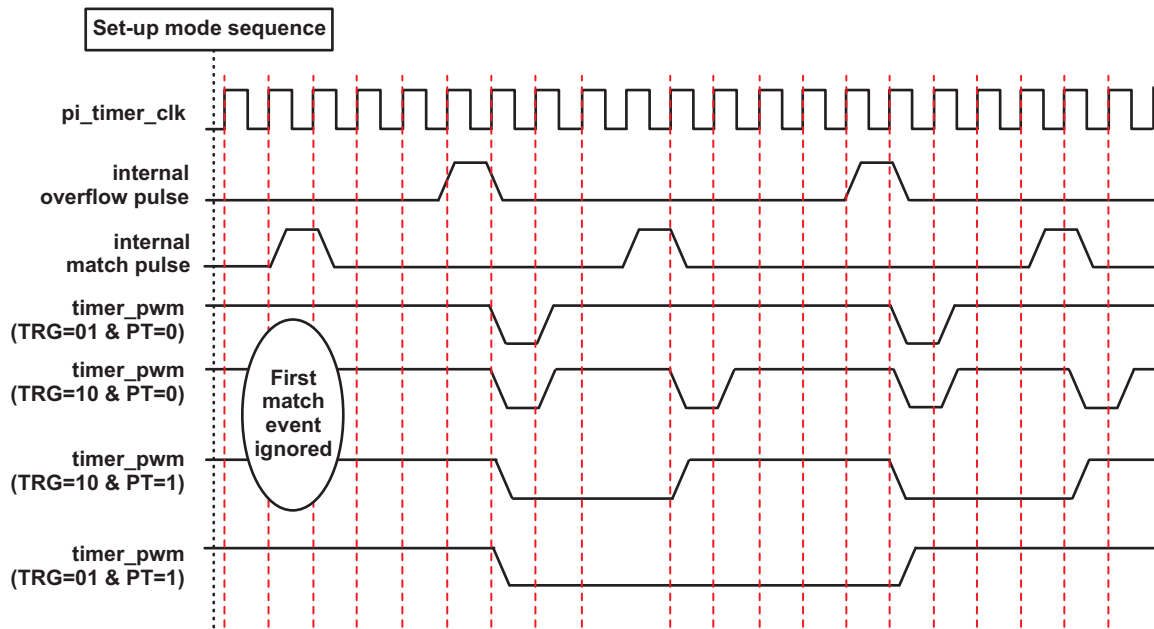 Set-up mode sequence
pi_timer_clk
internal
overflow pulse
internal
match pulse
timer_pwm
(TRG=01 & PT=0)
timer_pwm
(TRG=10 & PT=0)
First
match
event
ignored
timer_pwm
(TRG=10 & PT=1)
timer_pwm
(TRG=01 & PT=1)